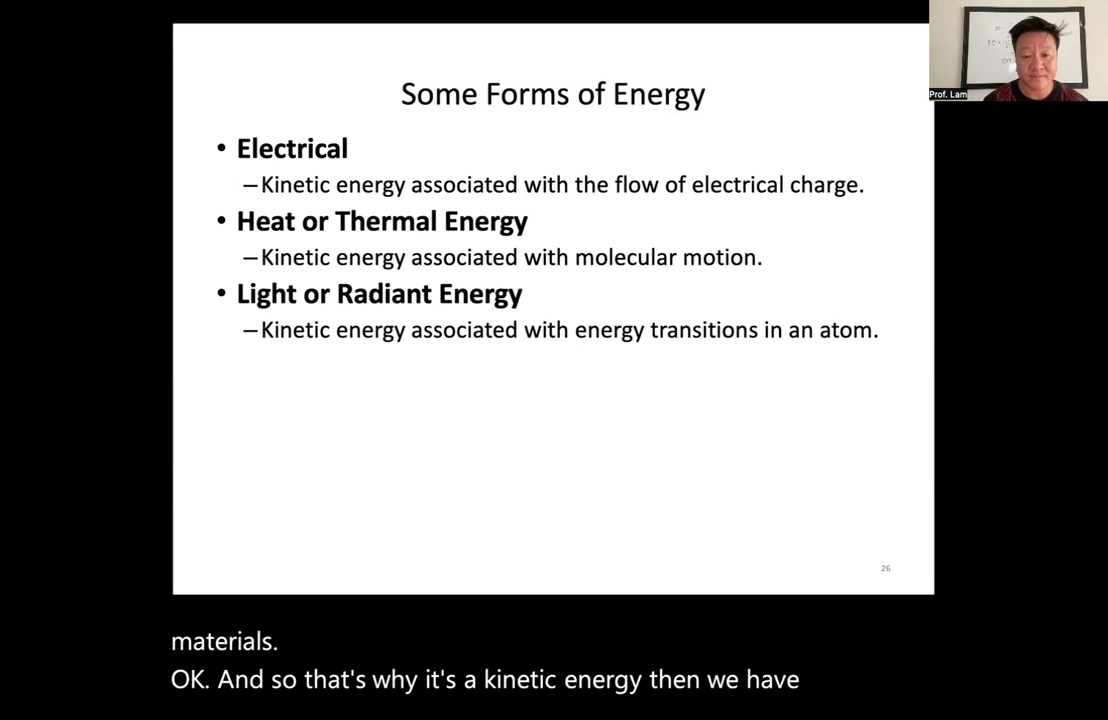 Prof. Lam
Some Forms of Energy
• Electrical
–Kinetic energy associated with the flow of electrical charge.
• Heat or Thermal Energy
–Kinetic energy associated with molecular motion.
• Light or Radiant Energy
–Kinetic energy associated with energy transitions in an atom.
26
materials.
OK. And so that's why it's a kinetic energy then we have